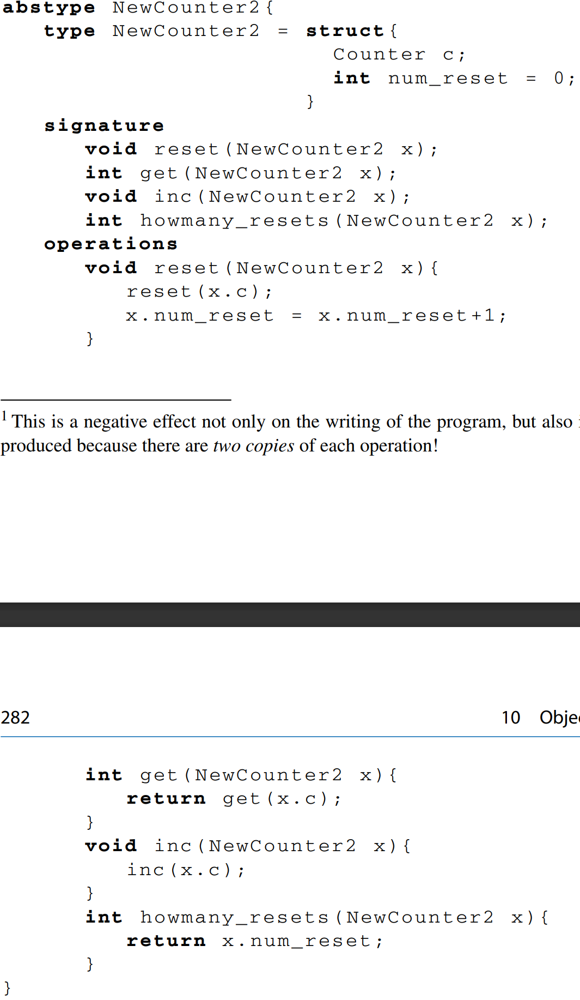 abstype NewCounter2{
type NewCounter2 = struct{
Counter c;
int num_reset = 0;
}
signature
void reset(NewCounter2 x);
int get(NewCounter2 x);
void inc(NewCounter2 x);
int howmany_resets(NewCounter2 x);
operations
void reset(NewCounter2 x){
reset(x.c);
x.num_reset = x.num_reset+1;
}
1 This is a negative effect not only on the writing of the program, but also
produced because there are two copies of each operation!
282 10
int get(NewCounter2 x){
return get(x.c);
}
void inc(NewCounter2 x){
inc(x.c);
}
int howmany_resets(NewCounter2 x){
return x.num_reset;
}
}